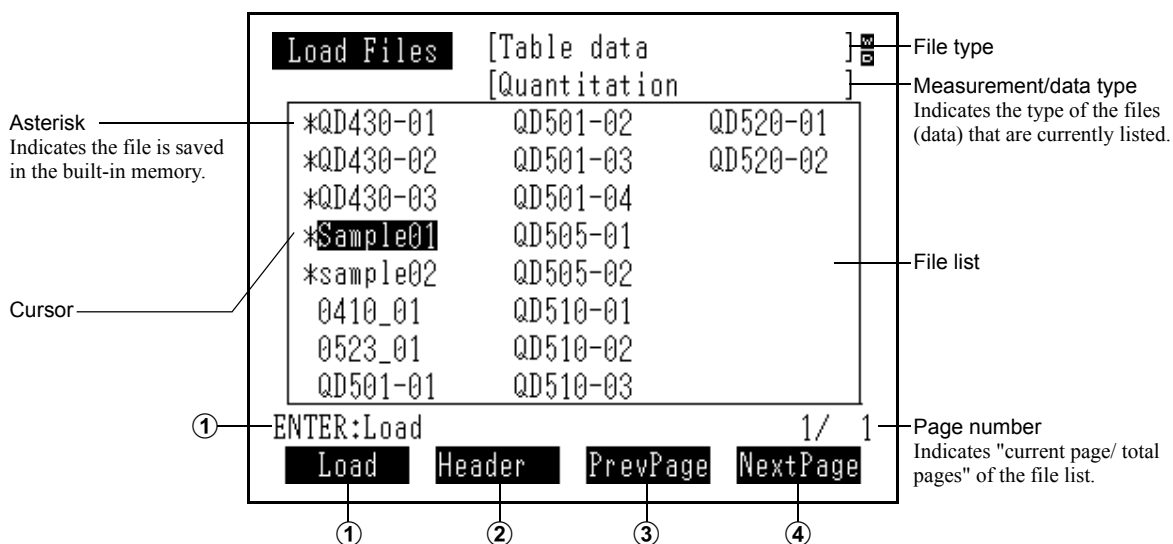 Load Files [Table data ] W D File type
[Quantitation ] Measurement/data type
Indicates the type of the files
(data) that are currently listed.
Asterisk
Indicates the file is saved
in the built-in memory.
*QD430-01 QD501-02 QD520-01
*QD430-02 QD501-03 QD520-02
*QD430-03 QD501-04
*Sample01 QD505-01
*sample02 QD505-02
File list
Cursor
0410_01 QD510-01
0523_01 QD510-02
QD501-01 QD510-03
① ENTER:Load 1/ 1 Page number
Indicates "current page/ total
pages" of the file list.
Load Header PrevPage NextPage
① ② ③ ④